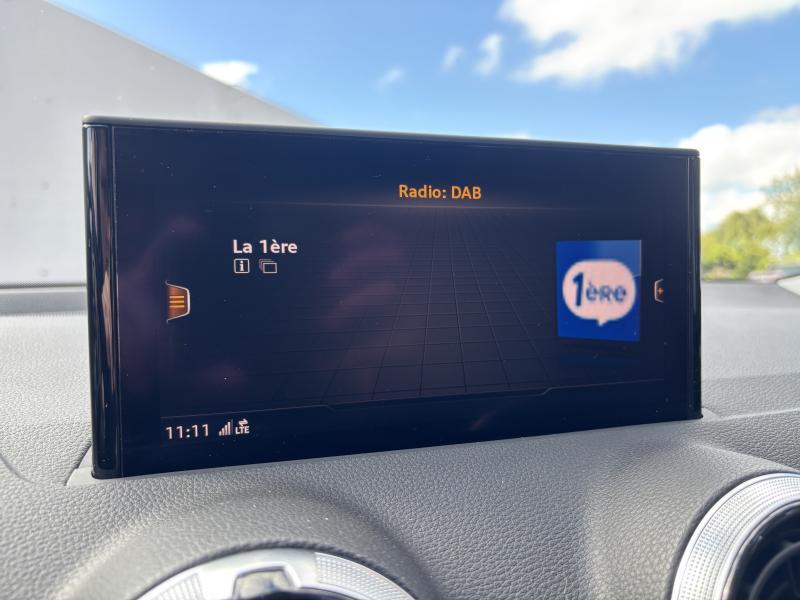 Radio: DAB
La 1ère
1èRe
11:11 LTE